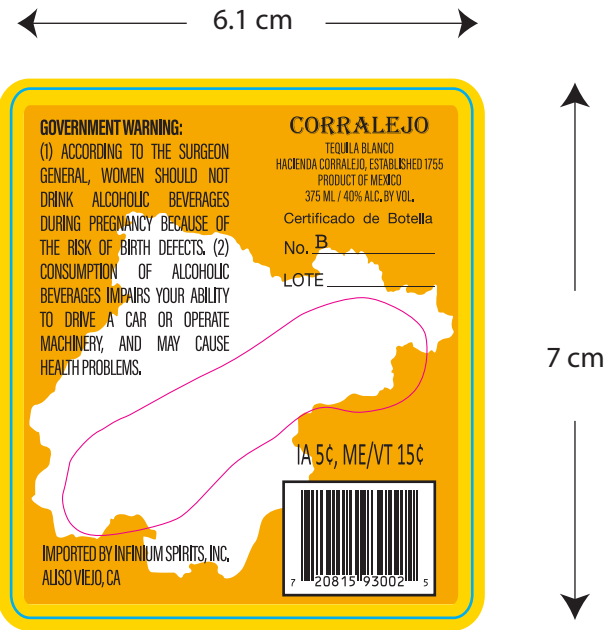 6.1 cm
GOVERNMENT WARNING:
(1) ACCORDING TO THE SURGEON
GENERAL, WOMEN SHOULD NOT
DRINK ALCOHOLIC BEVERAGES
DURING PREGNANCY BECAUSE OF
THE RISK OF BIRTH DEFECTS. (2)
CONSUMPTION OF ALCOHOLIC
BEVERAGES IMPAIRS YOUR ABILITY
TO DRIVE A CAR OR OPERATE
MACHINERY, AND MAY CAUSE
HEALTH PROBLEMS.
CORRALEJO
TEQUILA BLANCO
HACIENDA CORRALEJO, ESTABLISHED 1755
PRODUCT OF MEXICO
375 ML / 40% ALC. BY VOL.
Certificado de Botella
No. B
LOTE
7 cm
IA 5¢, ME/VT 15¢
7 20815 93002 5
IMPORTED BY INFINIUM SPIRITS, INC,
ALISO VIEJO, CA